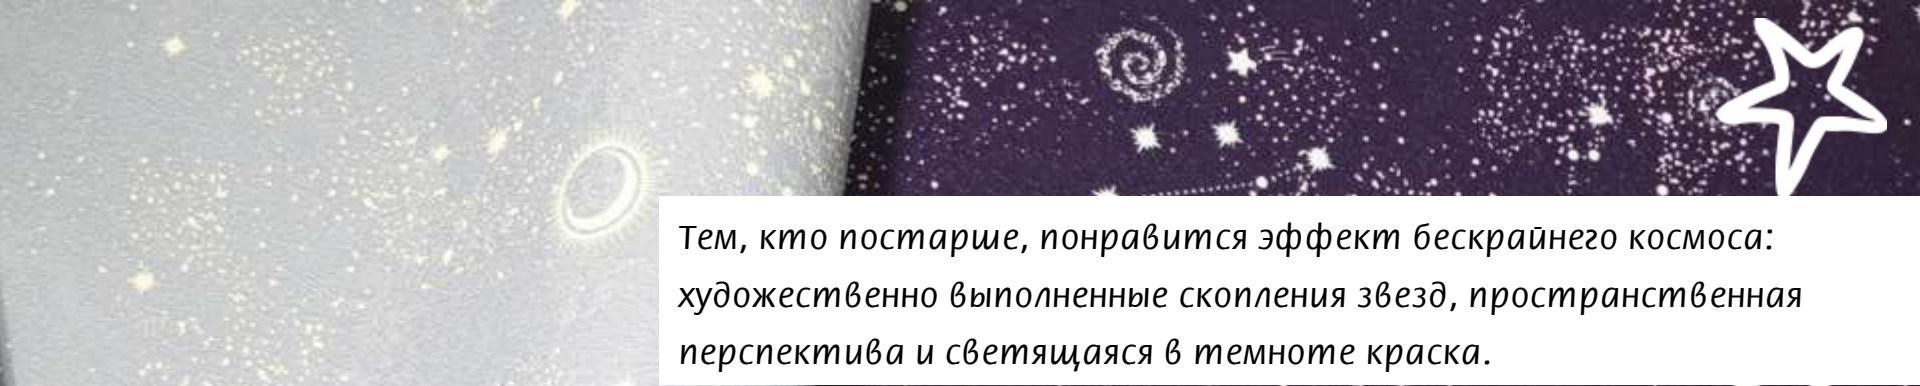 Тем, кто постарше, понравится эффект бескрайнего космоса:
художественно выполненные скопления звезд, пространственная
перспектива и светящаяся в темноте краска.